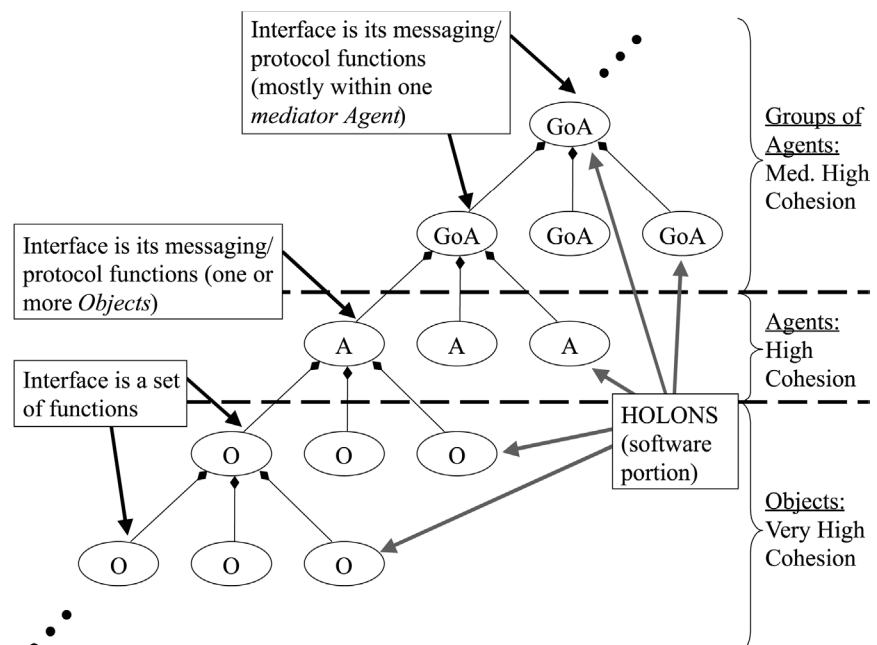 Interface is its messaging/
protocol functions
(mostly within one
mediator Agent)
GoA
Groups of
Agents:
Med. High
Cohesion
GoA
GoA
GoA
Interface is its messaging/
protocol functions (one or
more Objects)
A
A
A
Agents:
High
Cohesion
Interface is a set
of functions
HOLONS
(software
portion)
O
O
O
Objects:
Very High
Cohesion
O
O
O